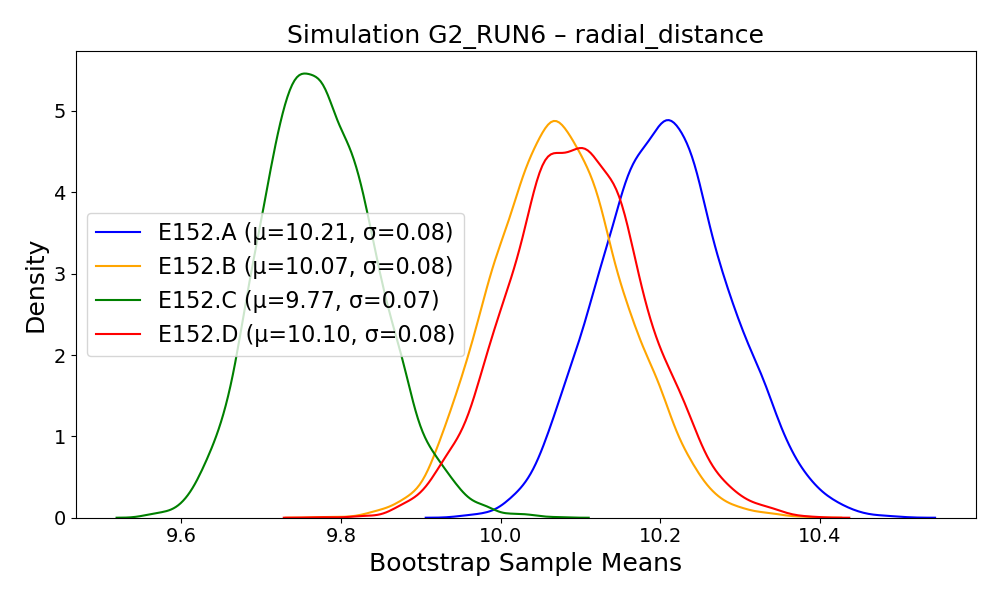 Simulation G2_RUN6 – radial_distance
Density
5
4
3
2
1
0
E152.A (μ=10.21, σ=0.08)
E152.B (μ=10.07, σ=0.08)
E152.C (μ=9.77, σ=0.07)
E152.D (μ=10.10, σ=0.08)
9.6 9.8 10.0 10.2 10.4
Bootstrap Sample Means